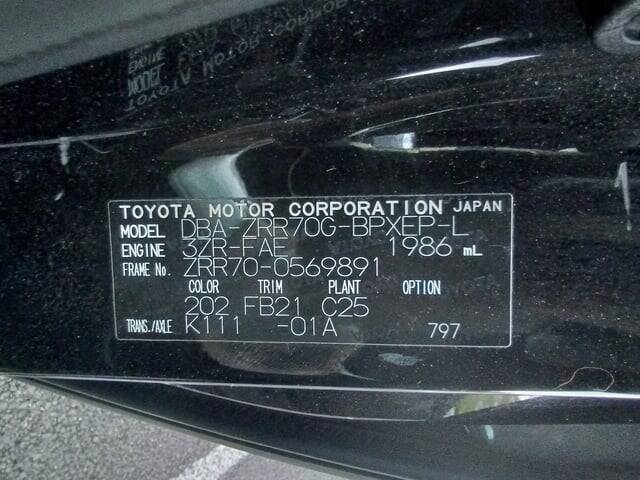 TOYOTA MOTOR CORPORATION JAPAN
MODEL DBA-ZRR70G-BPXEP-L
ENGINE 3ZR-FAE 1986 mL
FRAME No. ZRR70-0569891
COLOR TRIM PLANT OPTION
202 FB21 C25
TRANS./AXLE K111 -01A 797